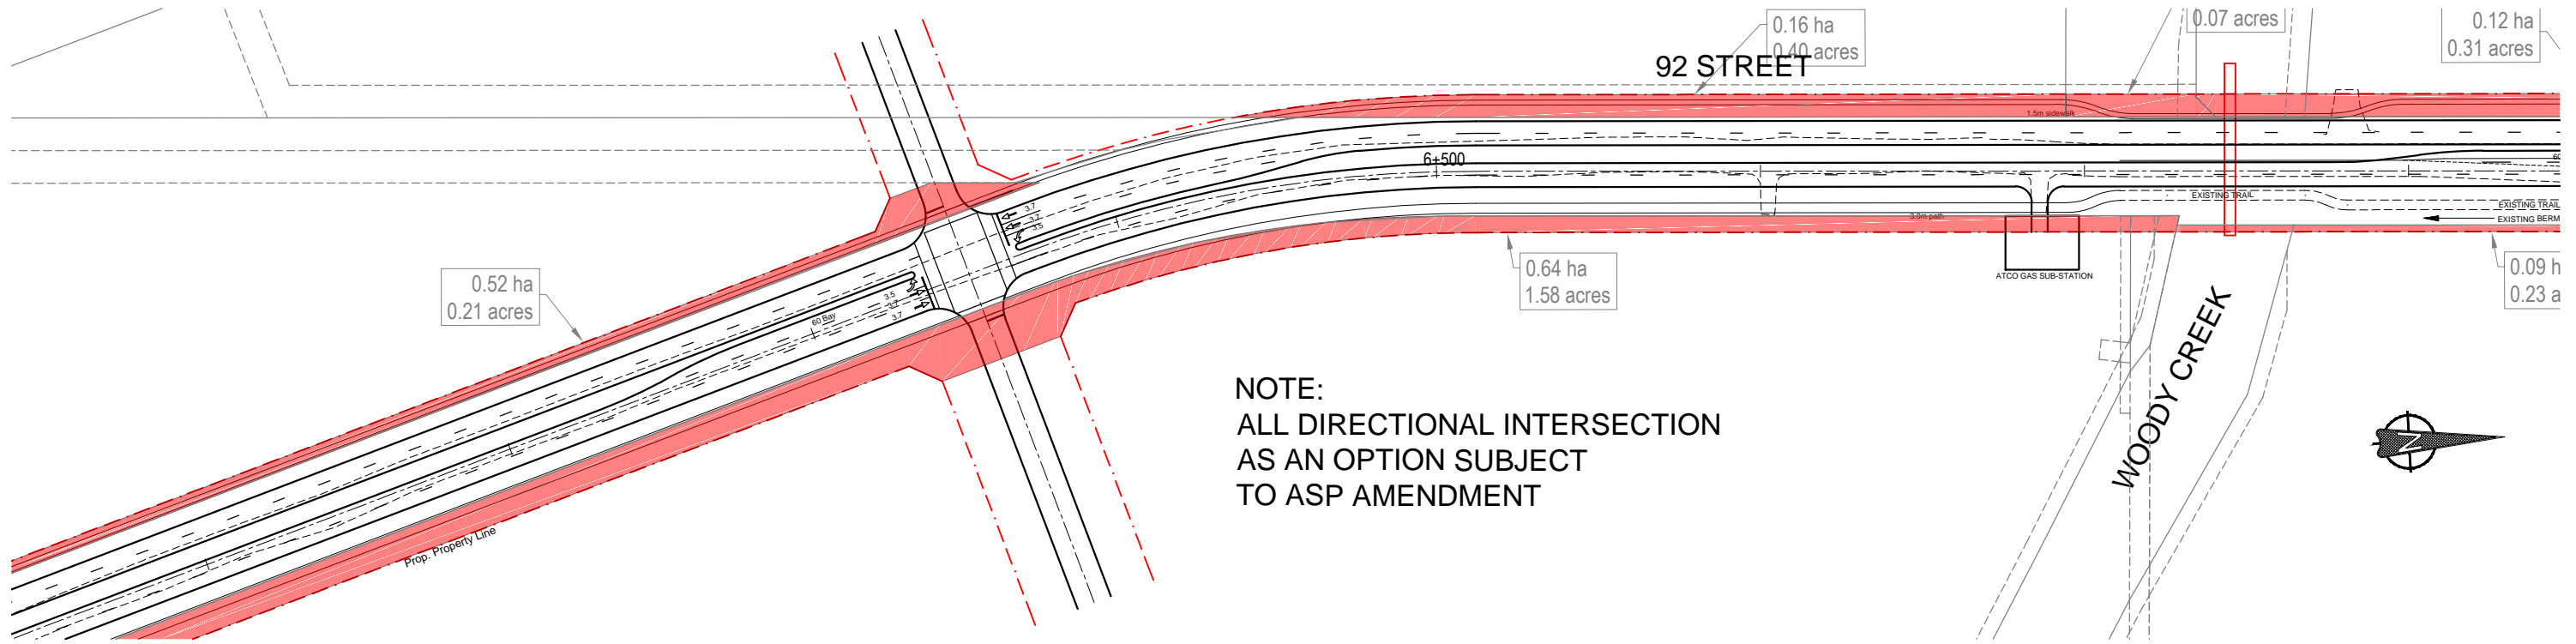 0.16 ha
0.40 acres
0.07 acres
0.12 ha
0.31 acres
92 STREET
1.5m sidewalk
6+500
60
EXISTING TRAIL
EXISTING TRAIL
EXISTING BERM
3.0m path
3.7
3.7
3.5
0.52 ha
0.21 acres
0.64 ha
1.58 acres
ATCO GAS SUB-STATION
0.09 h
0.23 a
3.5
3.7
3.7
60 Bay
WOODY CREEK
NOTE:
ALL DIRECTIONAL INTERSECTION
AS AN OPTION SUBJECT
TO ASP AMENDMENT
N
Prop. Property Line